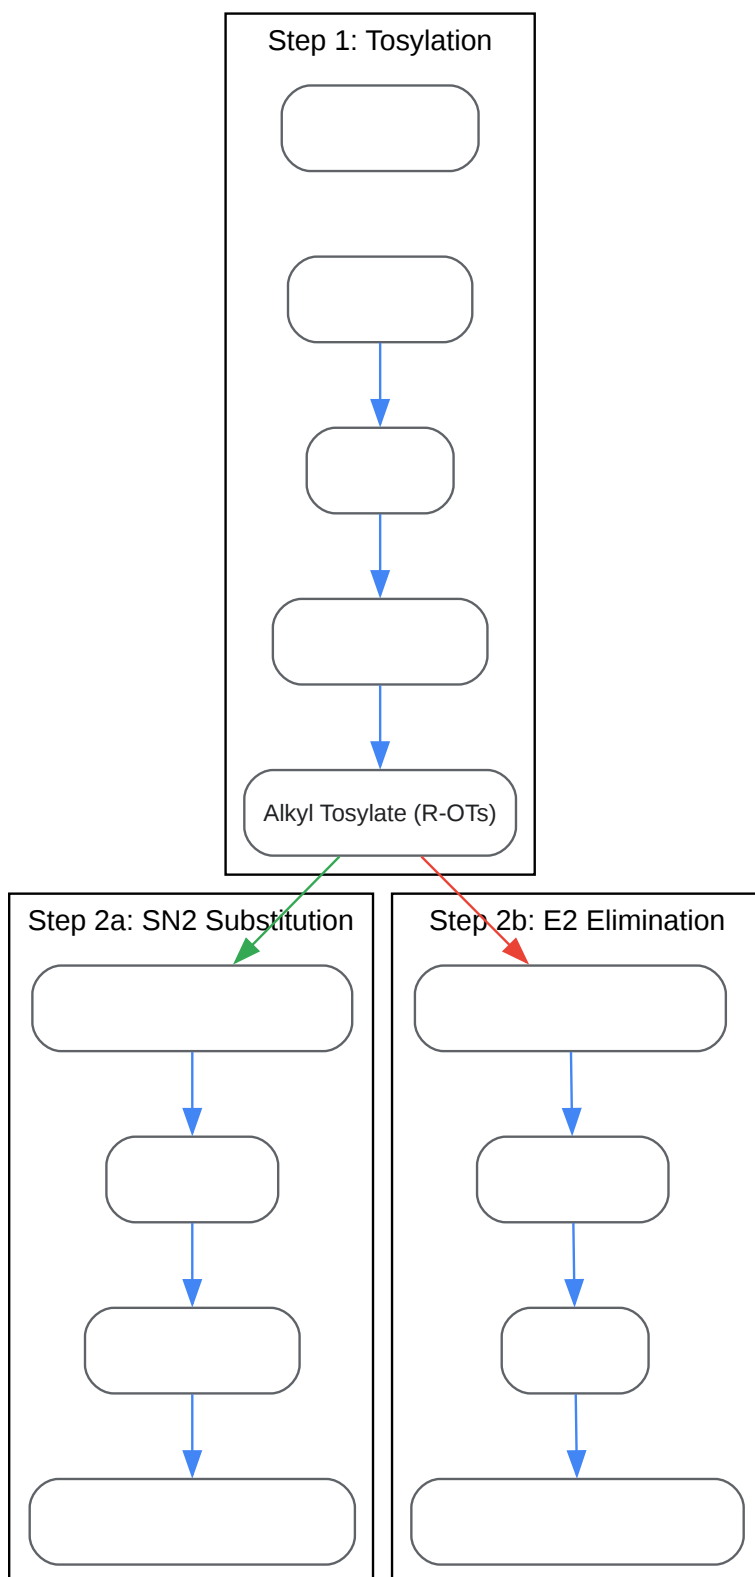 Step 1: Tosylation
Alkyl Tosylate (R-OTs)
Step 2a: SN2 Substitution
Step 2b: E2 Elimination